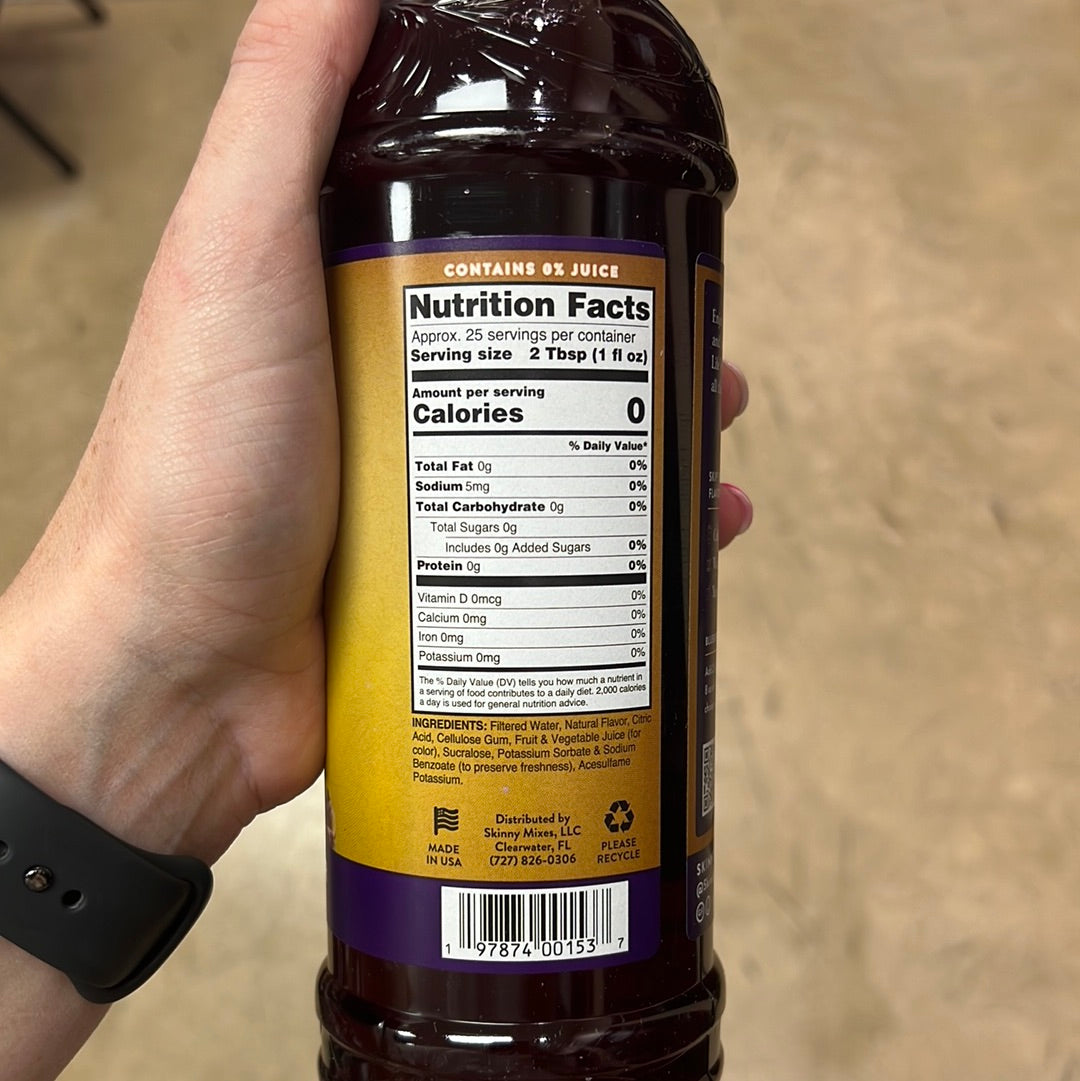 CONTAINS 0% JUICE
Nutrition Facts
Approx. 25 servings per container
Serving size 2 Tbsp (1 fl oz)
Amount per serving
Calories 0
% Daily Value*
Total Fat 0g 0%
Sodium 5mg 0%
Total Carbohydrate 0g 0%
Total Sugars 0g
Includes 0g Added Sugars 0%
Protein 0g 0%
Vitamin D 0mcg 0%
Calcium 0mg 0%
Iron 0mg 0%
Potassium 0mg 0%
The % Daily Value (DV) tells you how much a nutrient in
a serving of food contributes to a daily diet. 2,000 calories
a day is used for general nutrition advice.
INGREDIENTS: Filtered Water, Natural Flavor, Citric
Acid, Cellulose Gum, Fruit & Vegetable Juice (for
color), Sucralose, Potassium Sorbate & Sodium
Benzoate (to preserve freshness), Acesulfame
Potassium.
MADE
IN USA
Distributed by
Skinny Mixes, LLC
Clearwater, FL
(727) 826-0306
PLEASE
RECYCLE
1 97874 00153 7